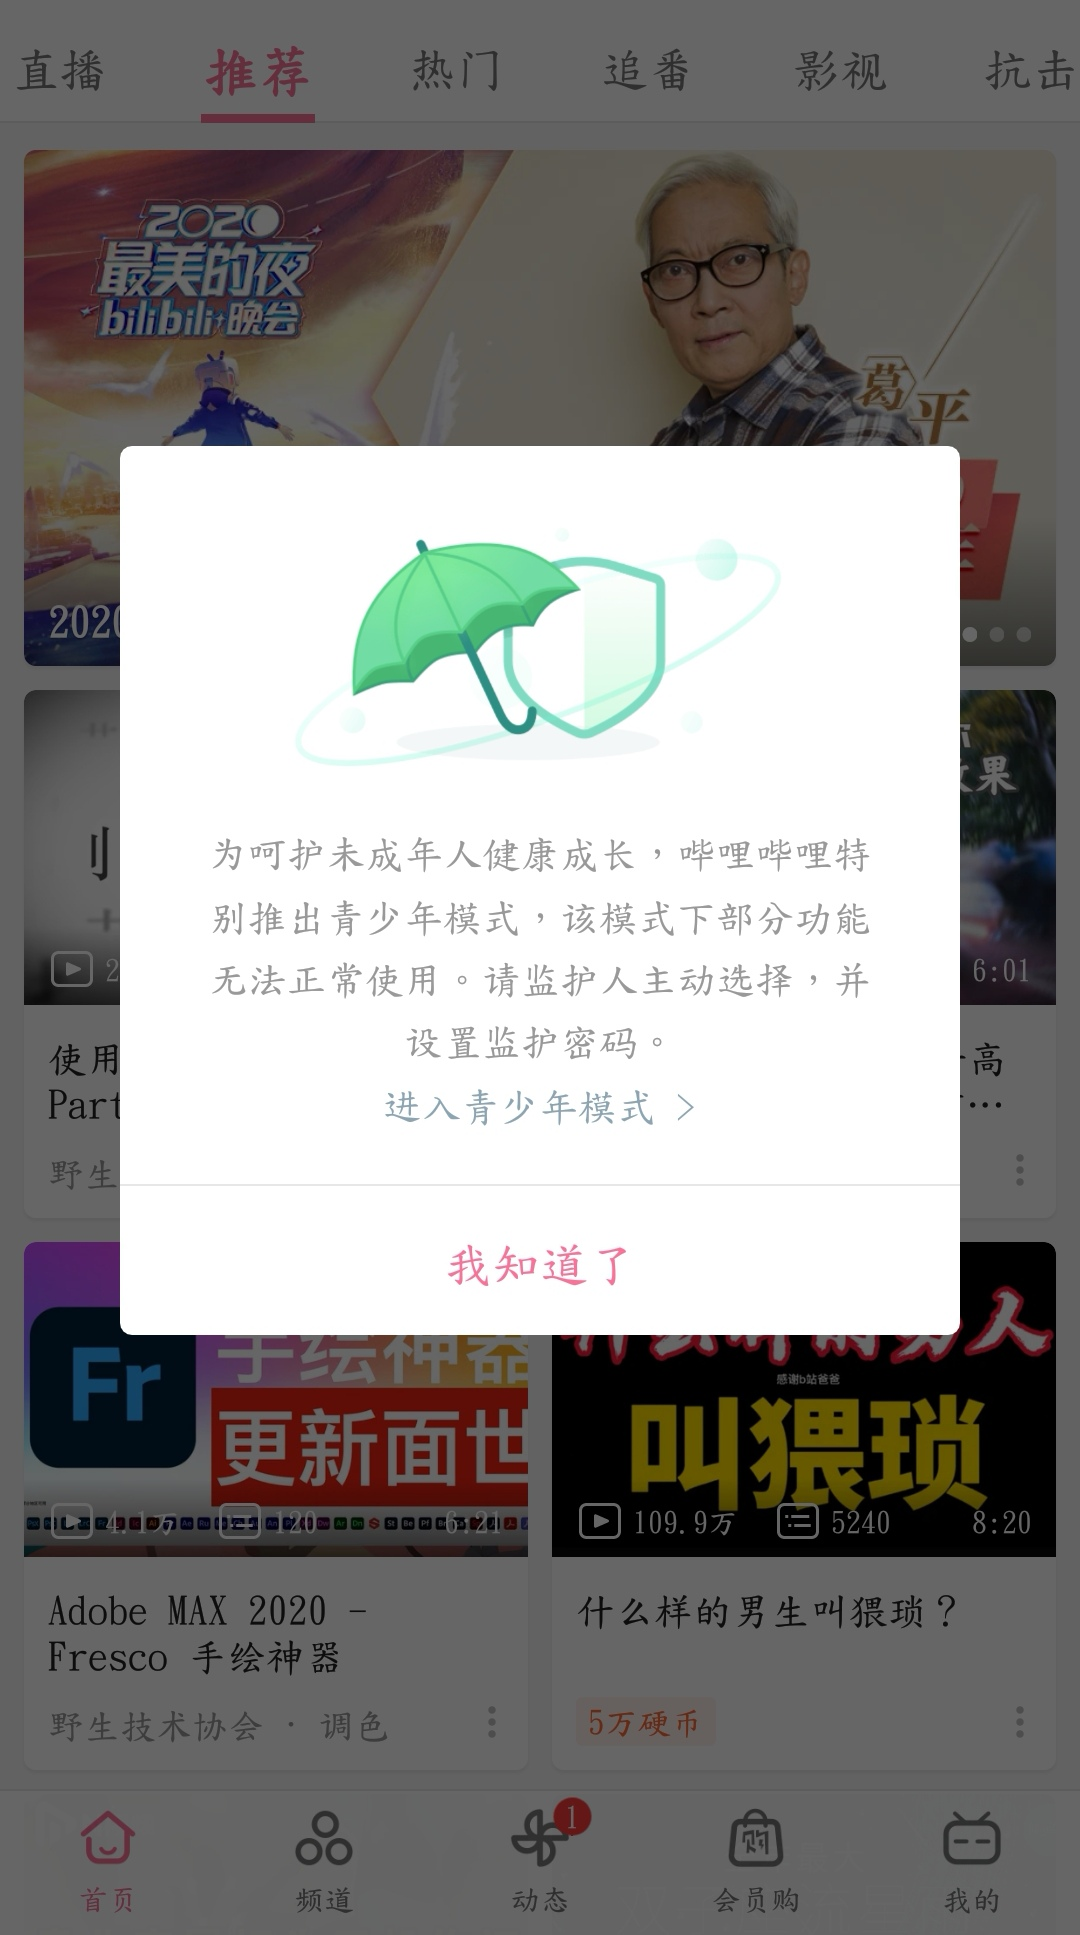 直播 推荐 热门 追番 影视 抗击
2020
最美的夜
bilibili晚会
葛平
2020
果
6:01
为呵护未成年人健康成长，哔哩哔哩特
别推出青少年模式，该模式下部分功能
无法正常使用。请监护人主动选择，并
设置监护密码。
进入青少年模式 >
我知道了
使用
高
Part
…
野生
Fr
手绘神器
更新面世
4.1万 120 6:21
什么样的男人
感谢b站爸爸
叫猥琐
109.9万 5240 8:20
Adobe MAX 2020 -
Fresco 手绘神器
野生技术协会 · 调色
什么样的男生叫猥琐？
5万硬币
1
购
首页 频道 动态 会员购 我的